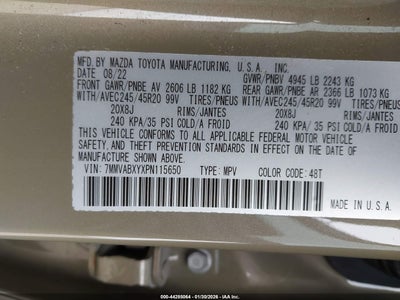 MFD. BY MAZDA TOYOTA MANUFACTURING, U.S.A., INC.
08/22 GVWR/PNBV 4945 LB 2243 KG
FRONT GAWR/PNBE AV 2606 LB 1182 KG REAR GAWR/PNBE AR 2366 LB 1073 KG
WITH/AVEC245/45R20 99V TIRES/PNEUS WITH/AVEC245/45R20 99V TIRES/PNEUS
20X8J RIMS/JANTES 20X8J RIMS/JANTES
240 KPA/ 35 PSI COLD/A FROID 240 KPA/ 35 PSI COLD/A FROID
THIS VEHICLE CONFORMS TO ALL APPLICABLE FEDERAL MOTOR VEHICLE
SAFETY, AND THEFT PREVENTION STANDARDS IN EFFECT ON THE DATE OF
MANUFACTURE SHOWN ABOVE.
VIN: 7MMVABXYXPN115650 TYPE: MPV COLOR CODE: 48T
MADE IN U.S.A.
000-44265064 / 01/20/2026 - IAA, Inc. / IAA